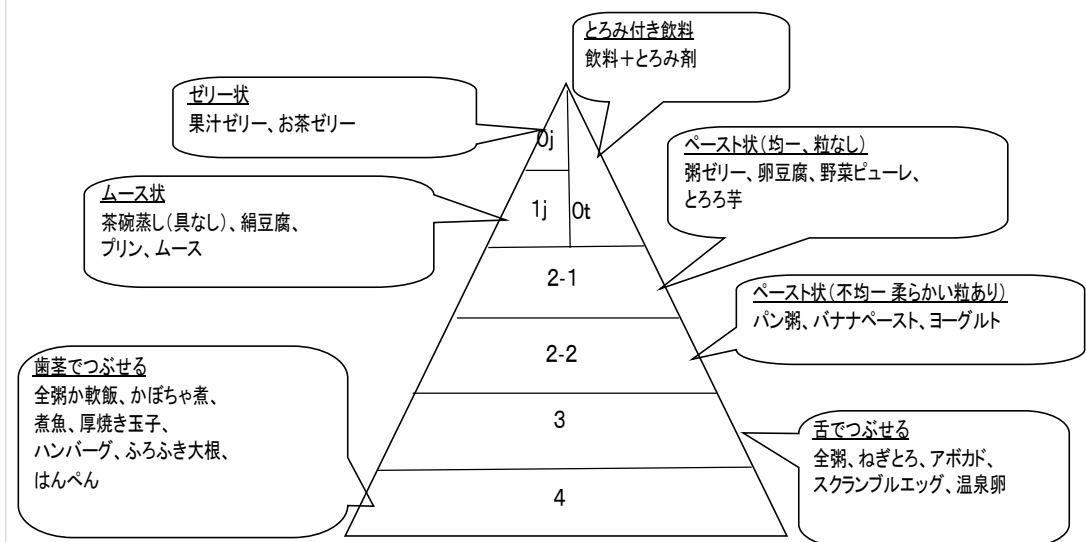 とろみ付き飲料
飲料+とろみ剤
ゼリー状
果汁ゼリー、お茶ゼリー
0j
ペースト状(均一、粒なし)
粥ゼリー、卵豆腐、野菜ピューレ、
とろろ芋
ムース状
茶碗蒸し(具なし)、絹豆腐、
プリン、ムース
1j
0t
2-1
ペースト状(不均一 柔らかい粒あり)
パン粥、バナナペースト、ヨーグルト
2-2
歯茎でつぶせる
全粥か軟飯、かぼちゃ煮、
煮魚、厚焼き玉子、
ハンバーグ、ふろふき大根、
はんぺん
3
舌でつぶせる
全粥、ねぎとろ、アボカド、
スクランブルエッグ、温泉卵
4